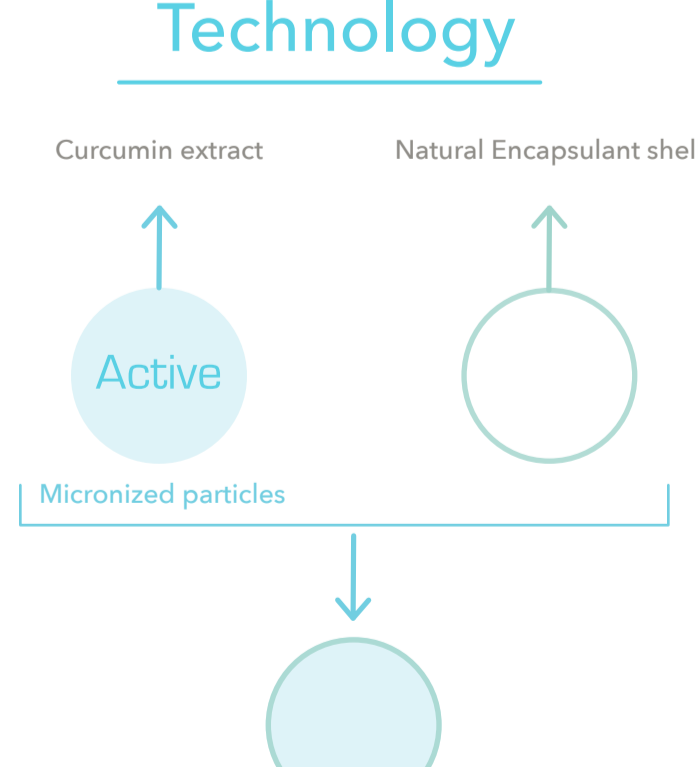 Technology
Curcumin extract
Natural Encapsulant shel
Active
Micronized particles